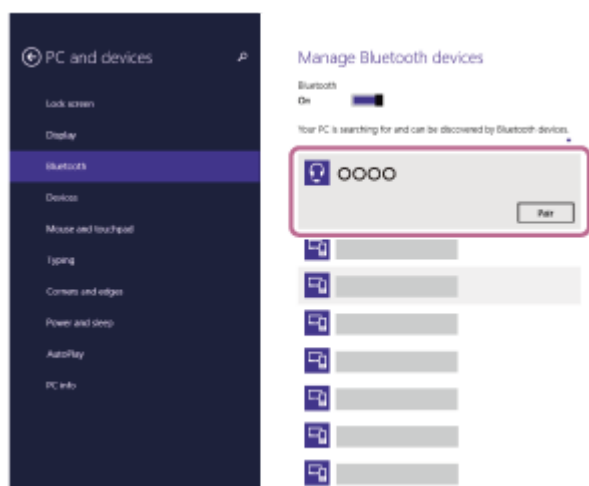 PC and devices
Lock screen
Display
Bluetooth
Devices
Mouse and touchpad
Typing
Corners and edges
Power and sleep
AutoPlay
PC info
Manage Bluetooth devices
Bluetooth
On
Your PC is searching for and can be discovered by Bluetooth devices.
OOOO
Pair